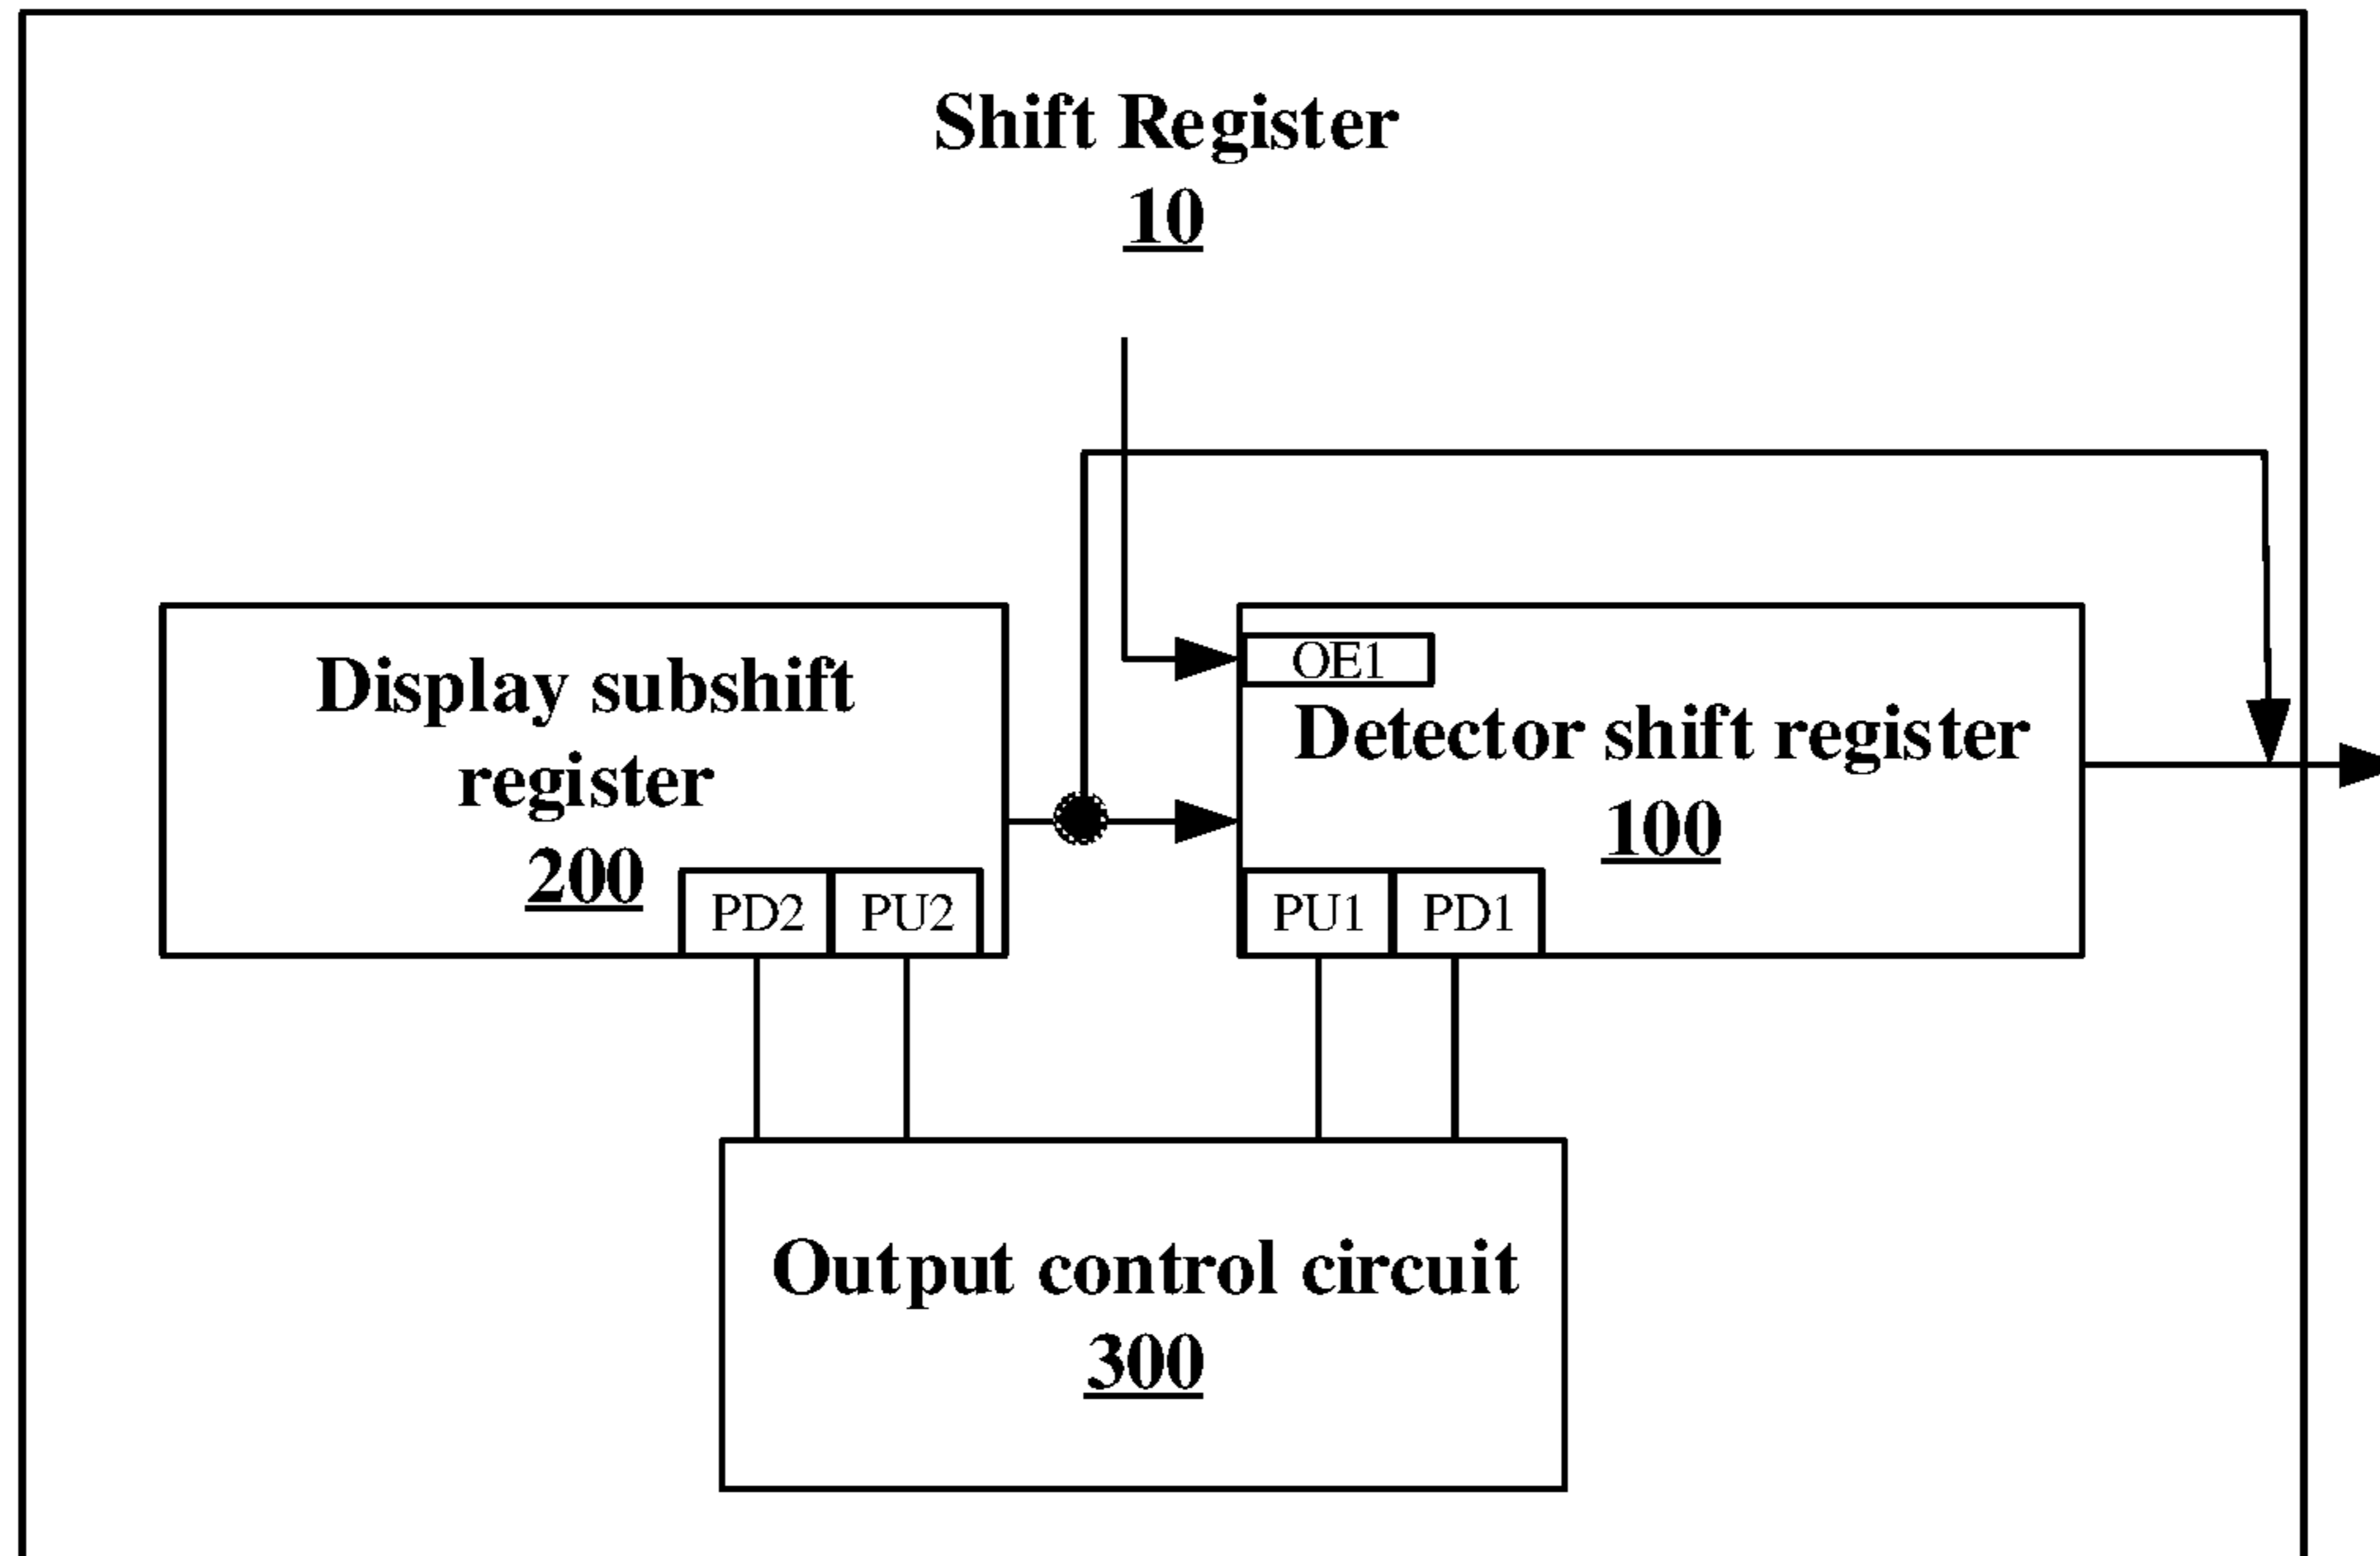 Shift Register
10
OE1
Display subshift
register
200
Detector shift register
100
PD2
PU2
PU1
PD1
Output control circuit
300